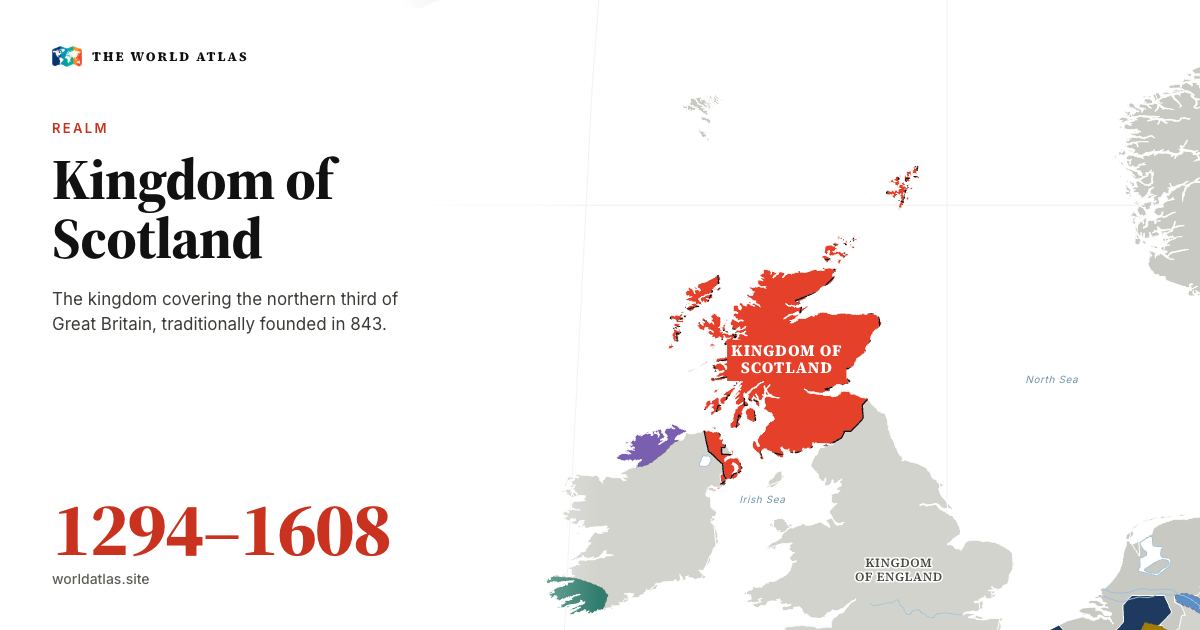 THE WORLD ATLAS
REALM
Kingdom of
Scotland
The kingdom covering the northern third of
Great Britain, traditionally founded in 843.
1294–1608
worldatlas.site
KINGDOM OF
SCOTLAND
North Sea
Irish Sea
KINGDOM
OF ENGLAND